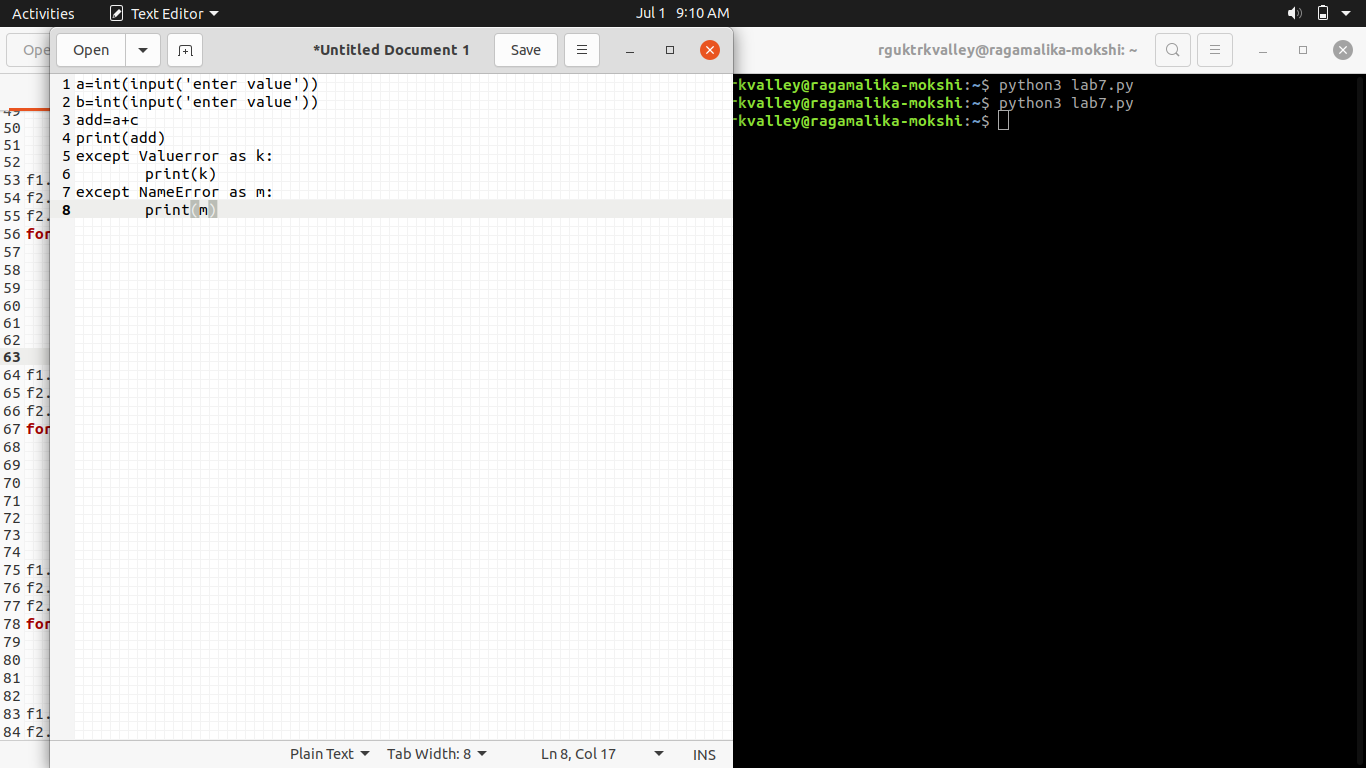 Activities Text Editor Jul 1 9:10 AM
Ope
Open *Untitled Document 1 Save
rguktrkvalley@ragamalika-mokshi: ~
1 a=int(input('enter value'))
2 b=int(input('enter value'))
3 add=a+c
4 print(add)
5 except Valuerror as k:
6 print(k)
7 except NameError as m:
8 print(m)
rkvalley@ragamalika-mokshi:~$ python3 lab7.py
rkvalley@ragamalika-mokshi:~$ python3 lab7.py
rkvalley@ragamalika-mokshi:~$
49
50
51
52
53 f1.
54 f2.
55 f2.
56 for
57
58
59
60
61
62
63
64 f1.
65 f2.
66 f2.
67 for
68
69
70
71
72
73
74
75 f1.
76 f2.
77 f2.
78 for
79
80
81
82
83 f1.
84 f2.
Plain Text Tab Width: 8 Ln 8, Col 17 INS